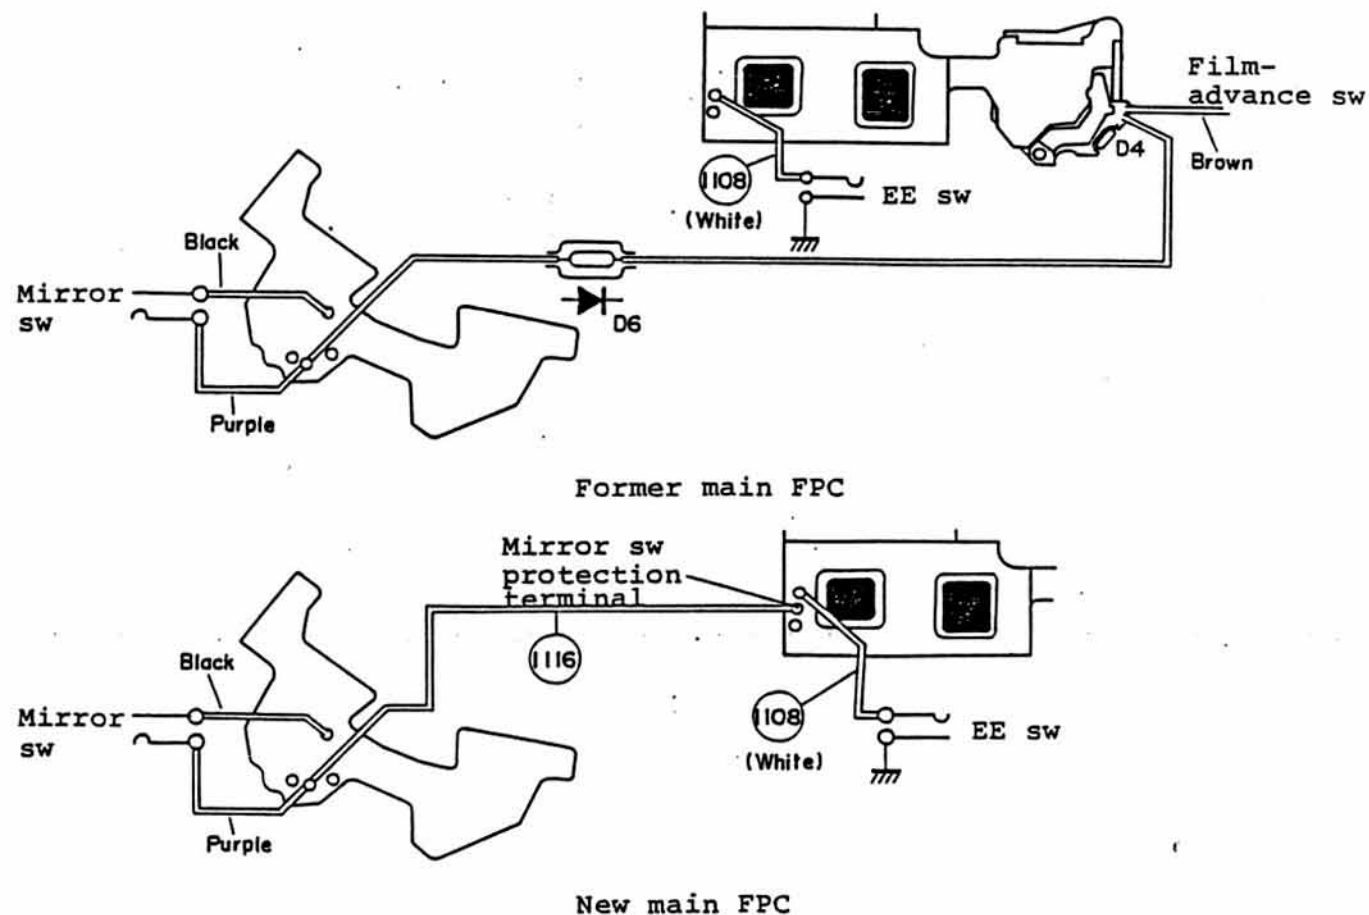 Film-
advance sw
D4
Brown
1108
(White)
EE sw
Black
Mirror
sw
D6
Purple
Former main FPC
Mirror sw
protection
terminal
1116
Black
1108
Mirror
sw
EE sw
(White)
Purple
New main FPC